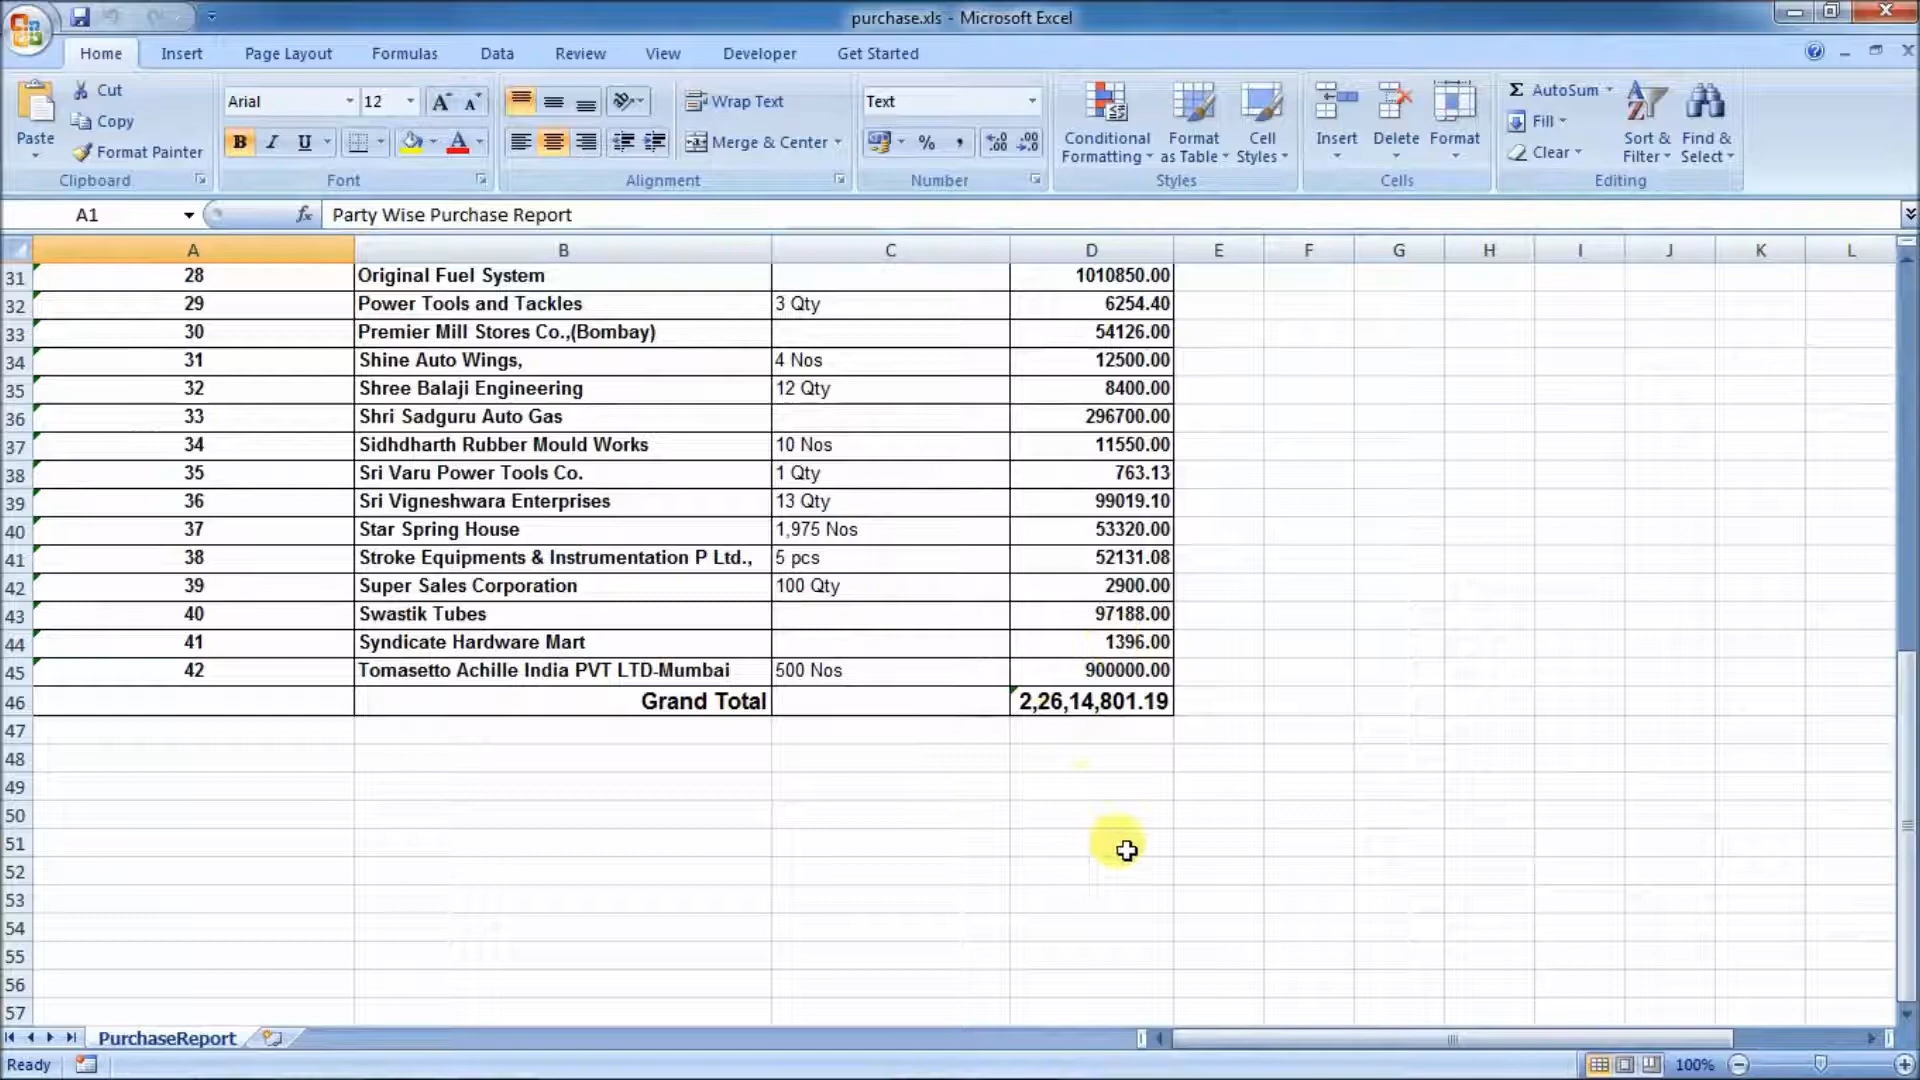 purchase.xls - Microsoft Excel
Home Insert Page Layout Formulas Data Review View Developer Get Started
Paste
Cut
Copy
Format Painter
Clipboard
Arial 12
B I U
Font
Wrap Text
Merge & Center
Alignment
Text
% ,
Number
Conditional Formatting
Format as Table
Cell Styles
Styles
Insert Delete Format
Cells
Σ AutoSum
Fill
Clear
Sort & Filter
Find & Select
Editing
A1 fx Party Wise Purchase Report
A B C D E F G H I J K L
31 28 Original Fuel System 1010850.00
32 29 Power Tools and Tackles 3 Qty 6254.40
33 30 Premier Mill Stores Co.,(Bombay) 54126.00
34 31 Shine Auto Wings, 4 Nos 12500.00
35 32 Shree Balaji Engineering 12 Qty 8400.00
36 33 Shri Sadguru Auto Gas 296700.00
37 34 Sidhdharth Rubber Mould Works 10 Nos 11550.00
38 35 Sri Varu Power Tools Co. 1 Qty 763.13
39 36 Sri Vigneshwara Enterprises 13 Qty 99019.10
40 37 Star Spring House 1,975 Nos 53320.00
41 38 Stroke Equipments & Instrumentation P Ltd., 5 pcs 52131.08
42 39 Super Sales Corporation 100 Qty 2900.00
43 40 Swastik Tubes 97188.00
44 41 Syndicate Hardware Mart 1396.00
45 42 Tomasetto Achille India PVT LTD-Mumbai 500 Nos 900000.00
46 Grand Total 2,26,14,801.19
47
48
49
50
51
52
53
54
55
56
57
PurchaseReport
Ready 100%